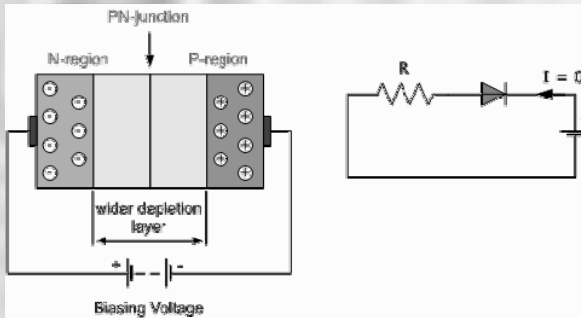 PN-junction
N-region
P-region
wider depletion
layer
+
-
Biasing Voltage
R
I = 0